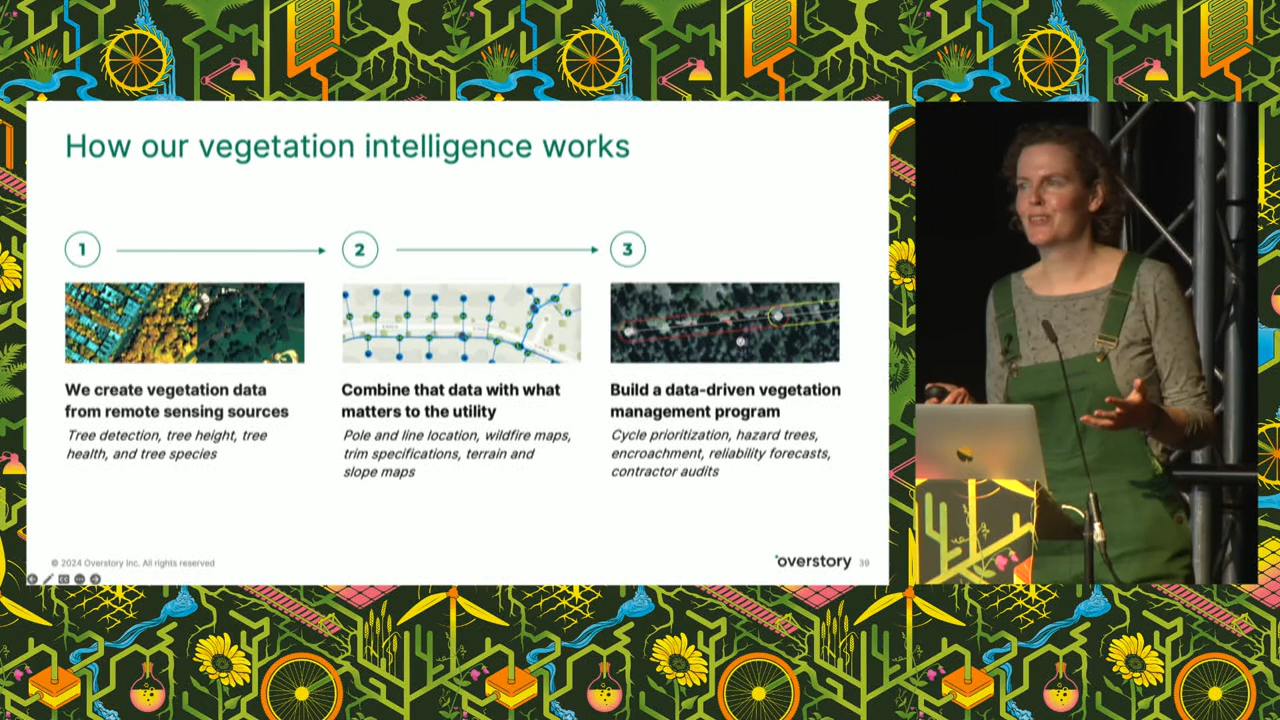 How our vegetation intelligence works
1
2
3
We create vegetation data
from remote sensing sources
Tree detection, tree height, tree
health, and tree species
Combine that data with what
matters to the utility
Pole and line location, wildfire maps,
trim specifications, terrain and
slope maps
Build a data-driven vegetation
management program
Cycle prioritization, hazard trees,
encroachment, reliability forecasts,
contractor audits
© 2024 Overstory Inc. All rights reserved
overstory
39